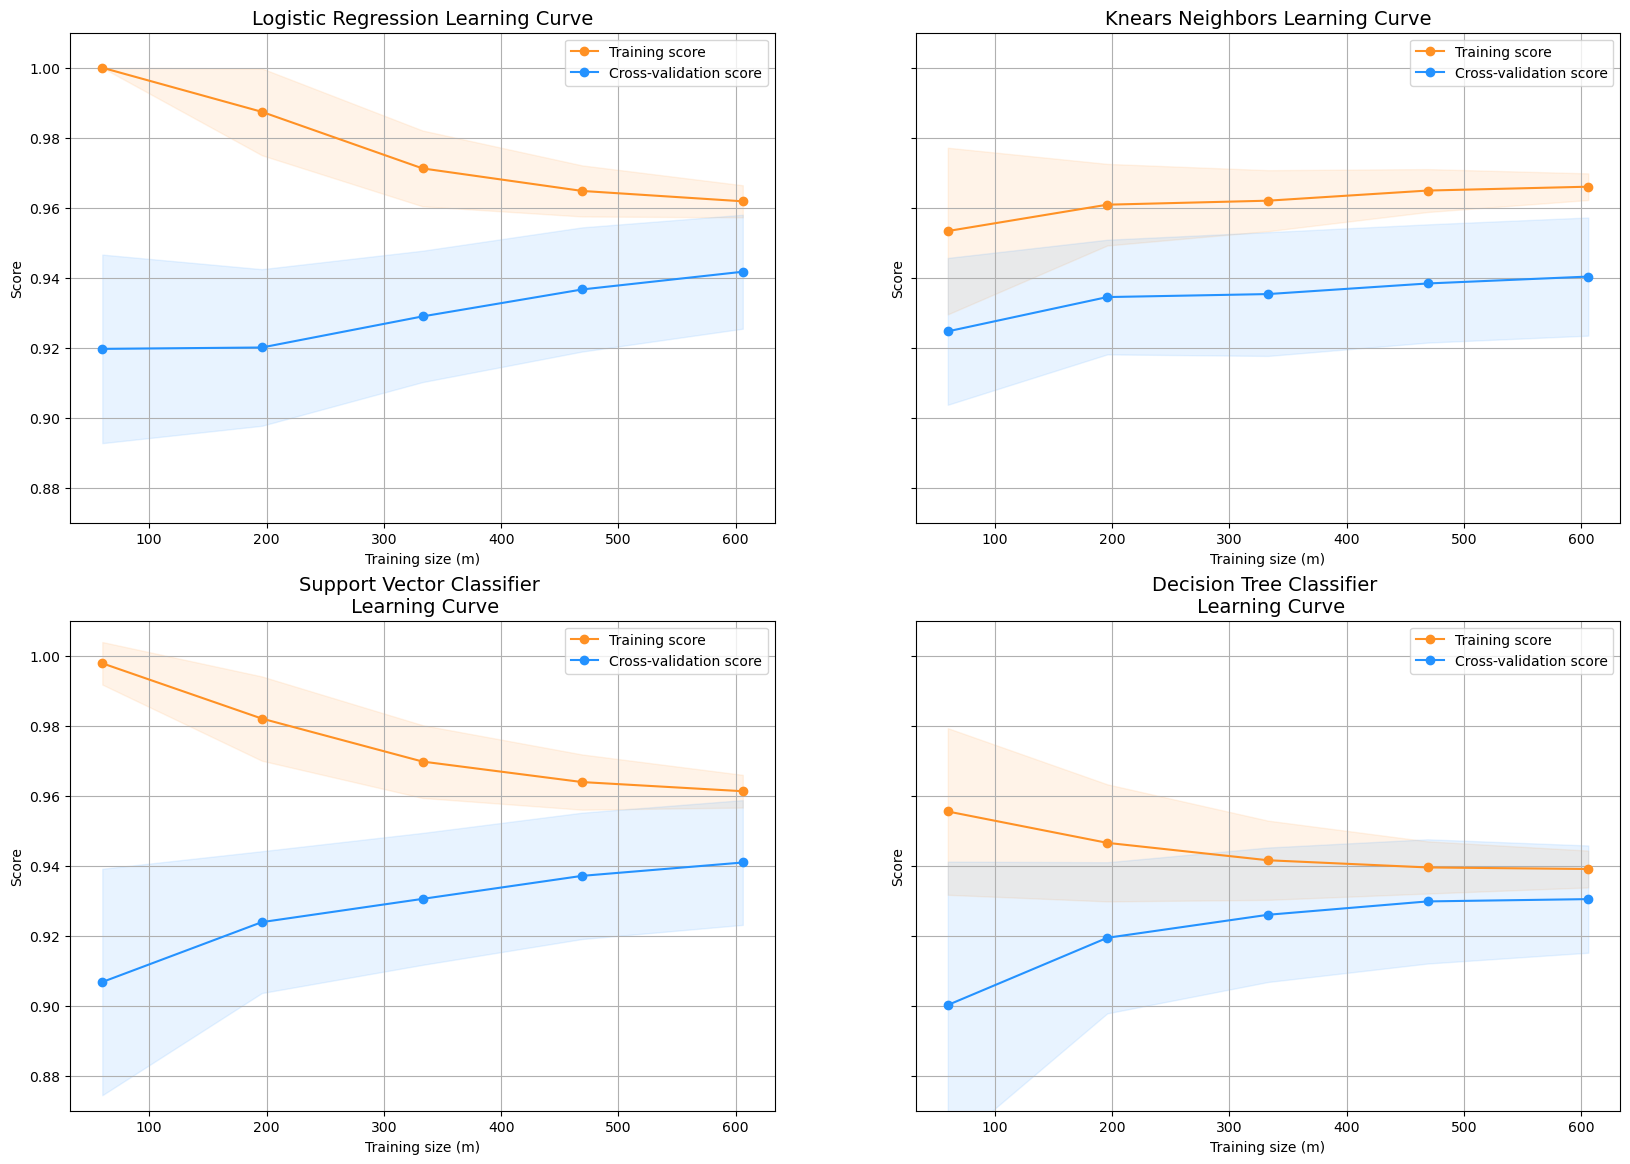 Logistic Regression Learning Curve
Training score
Cross-validation score
1.00
0.98
0.96
0.94
0.92
0.90
0.88
Score
100 200 300 400 500 600
Training size (m)
Knears Neighbors Learning Curve
Training score
Cross-validation score
Score
100 200 300 400 500 600
Training size (m)
Support Vector Classifier
Learning Curve
Training score
Cross-validation score
1.00
0.98
0.96
0.94
0.92
0.90
0.88
Score
100 200 300 400 500 600
Training size (m)
Decision Tree Classifier
Learning Curve
Training score
Cross-validation score
Score
100 200 300 400 500 600
Training size (m)